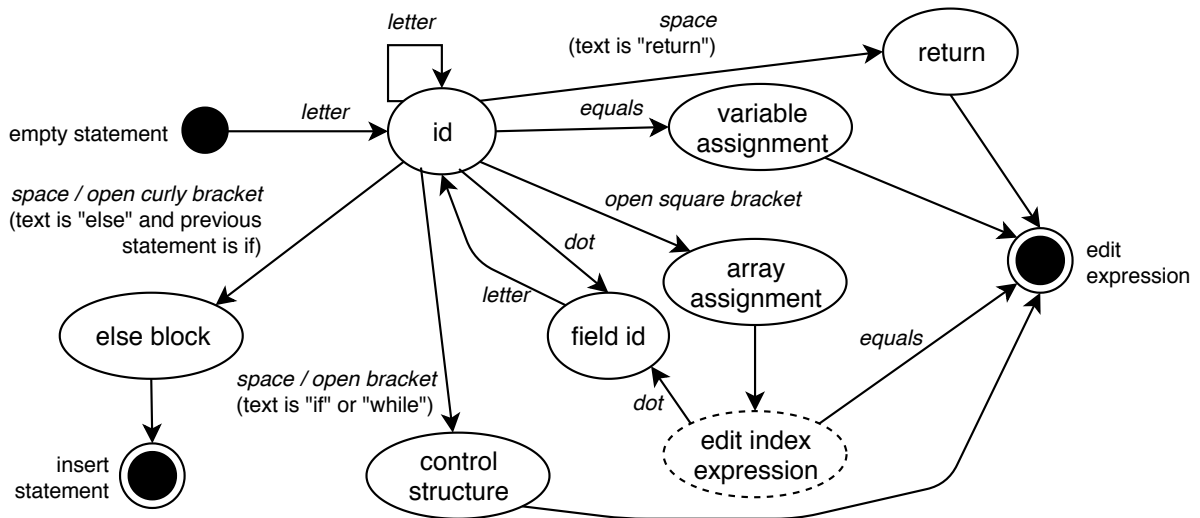 letter
space
(text is "return")
return
empty statement
letter
id
equals
variable
assignment
space / open curly bracket
(text is "else" and previous
statement is if)
open square bracket
dot
letter
array
assignment
edit
expression
else block
field id
equals
space / open bracket
(text is "if" or "while")
dot
edit index
expression
insert
statement
control
structure